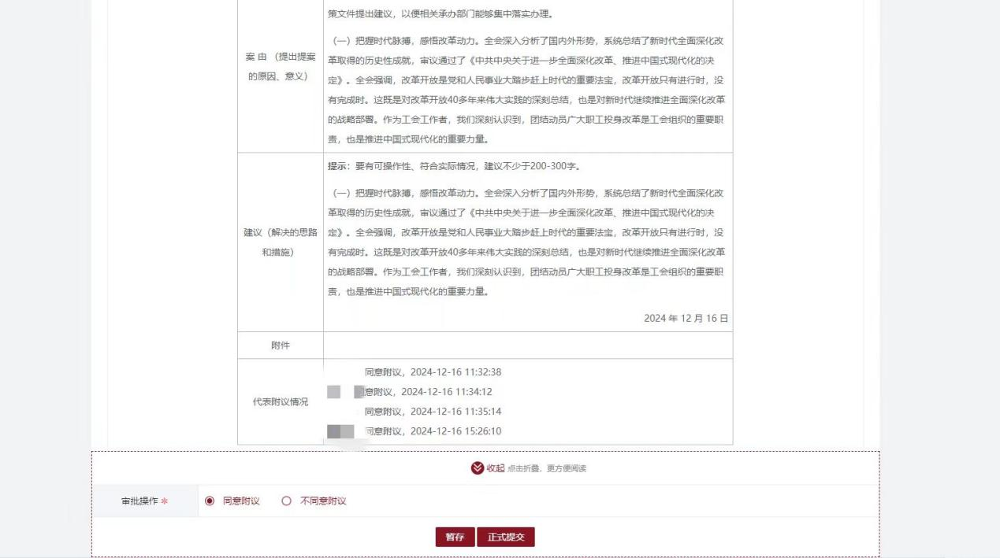 策文件提出建议，以便相关承办部门能够集中落实办理。
案 由 （提出提案
的原因、意义）
（一）把握时代脉搏，感悟改革动力。全会深入分析了国内外形势，系统总结了新时代全面深化改
革取得的历史性成就，审议通过了《中共中央关于进一步全面深化改革、推进中国式现代化的决
定》。全会强调，改革开放是党和人民事业大踏步赶上时代的重要法宝，改革开放只有进行时，没
有完成时。这既是对改革开放40多年来伟大实践的深刻总结，也是对新时代继续推进全面深化改革
的战略部署。作为工会工作者，我们深刻认识到，团结动员广大职工投身改革是工会组织的重要职
责，也是推进中国式现代化的重要力量。
建议（解决的思路
和措施）
提示：要有可操作性、符合实际情况，建议不少于200-300字。
（一）把握时代脉搏，感悟改革动力。全会深入分析了国内外形势，系统总结了新时代全面深化改
革取得的历史性成就，审议通过了《中共中央关于进一步全面深化改革、推进中国式现代化的决
定》。全会强调，改革开放是党和人民事业大踏步赶上时代的重要法宝，改革开放只有进行时，没
有完成时。这既是对改革开放40多年来伟大实践的深刻总结，也是对新时代继续推进全面深化改革
的战略部署。作为工会工作者，我们深刻认识到，团结动员广大职工投身改革是工会组织的重要职
责，也是推进中国式现代化的重要力量。
2024 年 12 月 16 日
附件
代表附议情况
同意附议，2024-12-16 11:32:38
意附议，2024-12-16 11:34:12
同意附议，2024-12-16 11:35:14
同意附议，2024-12-16 15:26:10
收起 点击折叠，更方便阅读
审批操作 * 同意附议 不同意附议
暂存 正式提交